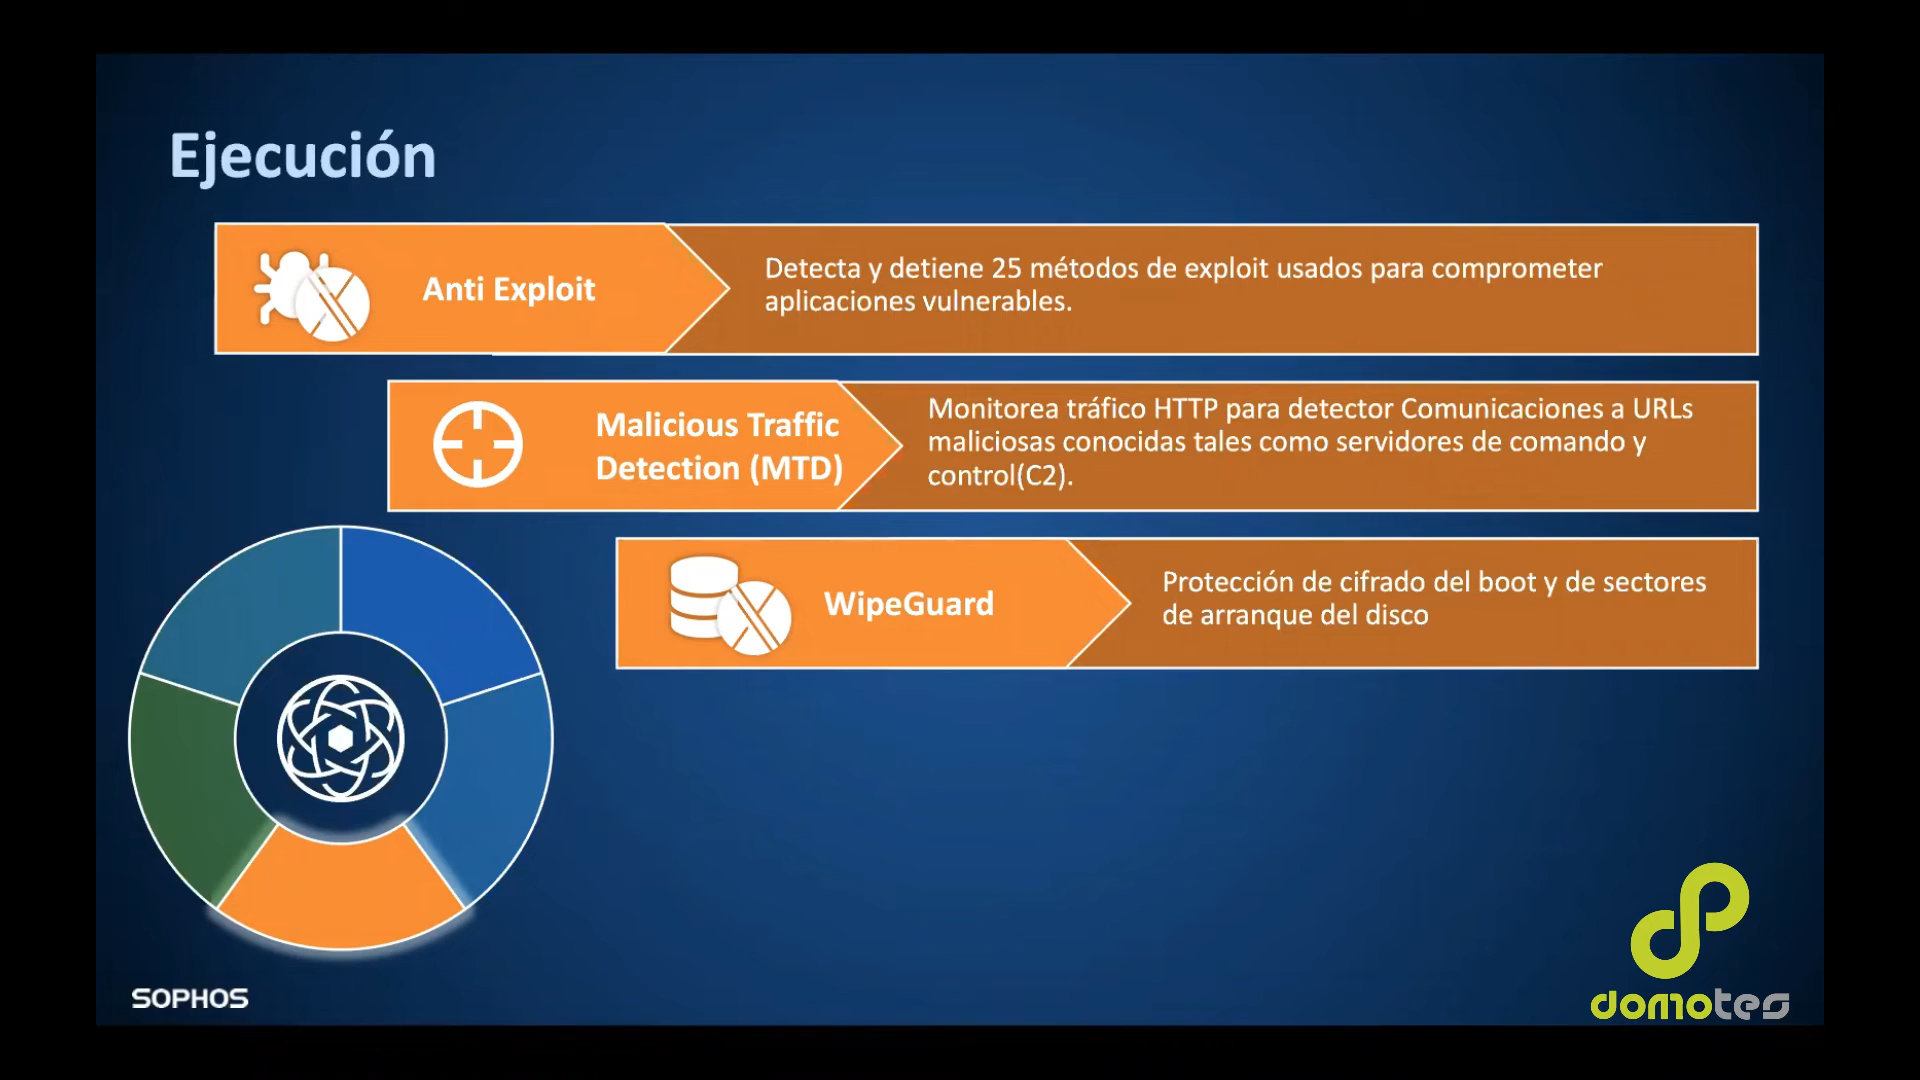 Ejecución
Anti Exploit
Detecta y detiene 25 métodos de exploit usados para comprometer
aplicaciones vulnerables.
Malicious Traffic
Detection (MTD)
Monitorea tráfico HTTP para detector Comunicaciones a URLs
maliciosas conocidas tales como servidores de comando y
control(C2).
WipeGuard
Protección de cifrado del boot y de sectores
de arranque del disco
SOPHOS
domotes